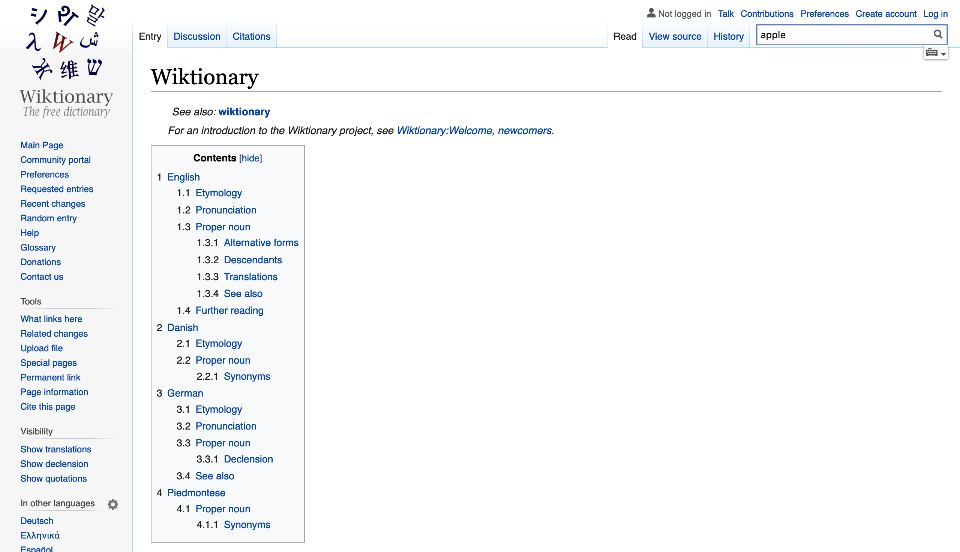 Not logged in Talk Contributions Preferences Create account Log in
Entry Discussion Citations Read View source History apple
シ 말
λ W ش
维 ש
Wiktionary
The free dictionary
Wiktionary
See also: wiktionary
For an introduction to the Wiktionary project, see Wiktionary:Welcome, newcomers.
Main Page
Community portal
Preferences
Requested entries
Recent changes
Random entry
Help
Glossary
Donations
Contact us
Tools
What links here
Related changes
Upload file
Special pages
Permanent link
Page information
Cite this page
Visibility
Show translations
Show declension
Show quotations
In other languages
Deutsch
Ελληνικά
Español
Contents [hide]
1 English
1.1 Etymology
1.2 Pronunciation
1.3 Proper noun
1.3.1 Alternative forms
1.3.2 Descendants
1.3.3 Translations
1.3.4 See also
1.4 Further reading
2 Danish
2.1 Etymology
2.2 Proper noun
2.2.1 Synonyms
3 German
3.1 Etymology
3.2 Pronunciation
3.3 Proper noun
3.3.1 Declension
3.4 See also
4 Piedmontese
4.1 Proper noun
4.1.1 Synonyms